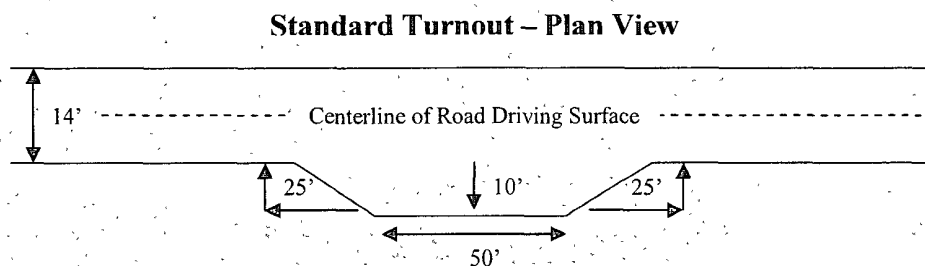 Standard Turnout – Plan View
14’
Centerline of Road Driving Surface
25’
10’
25’
50’